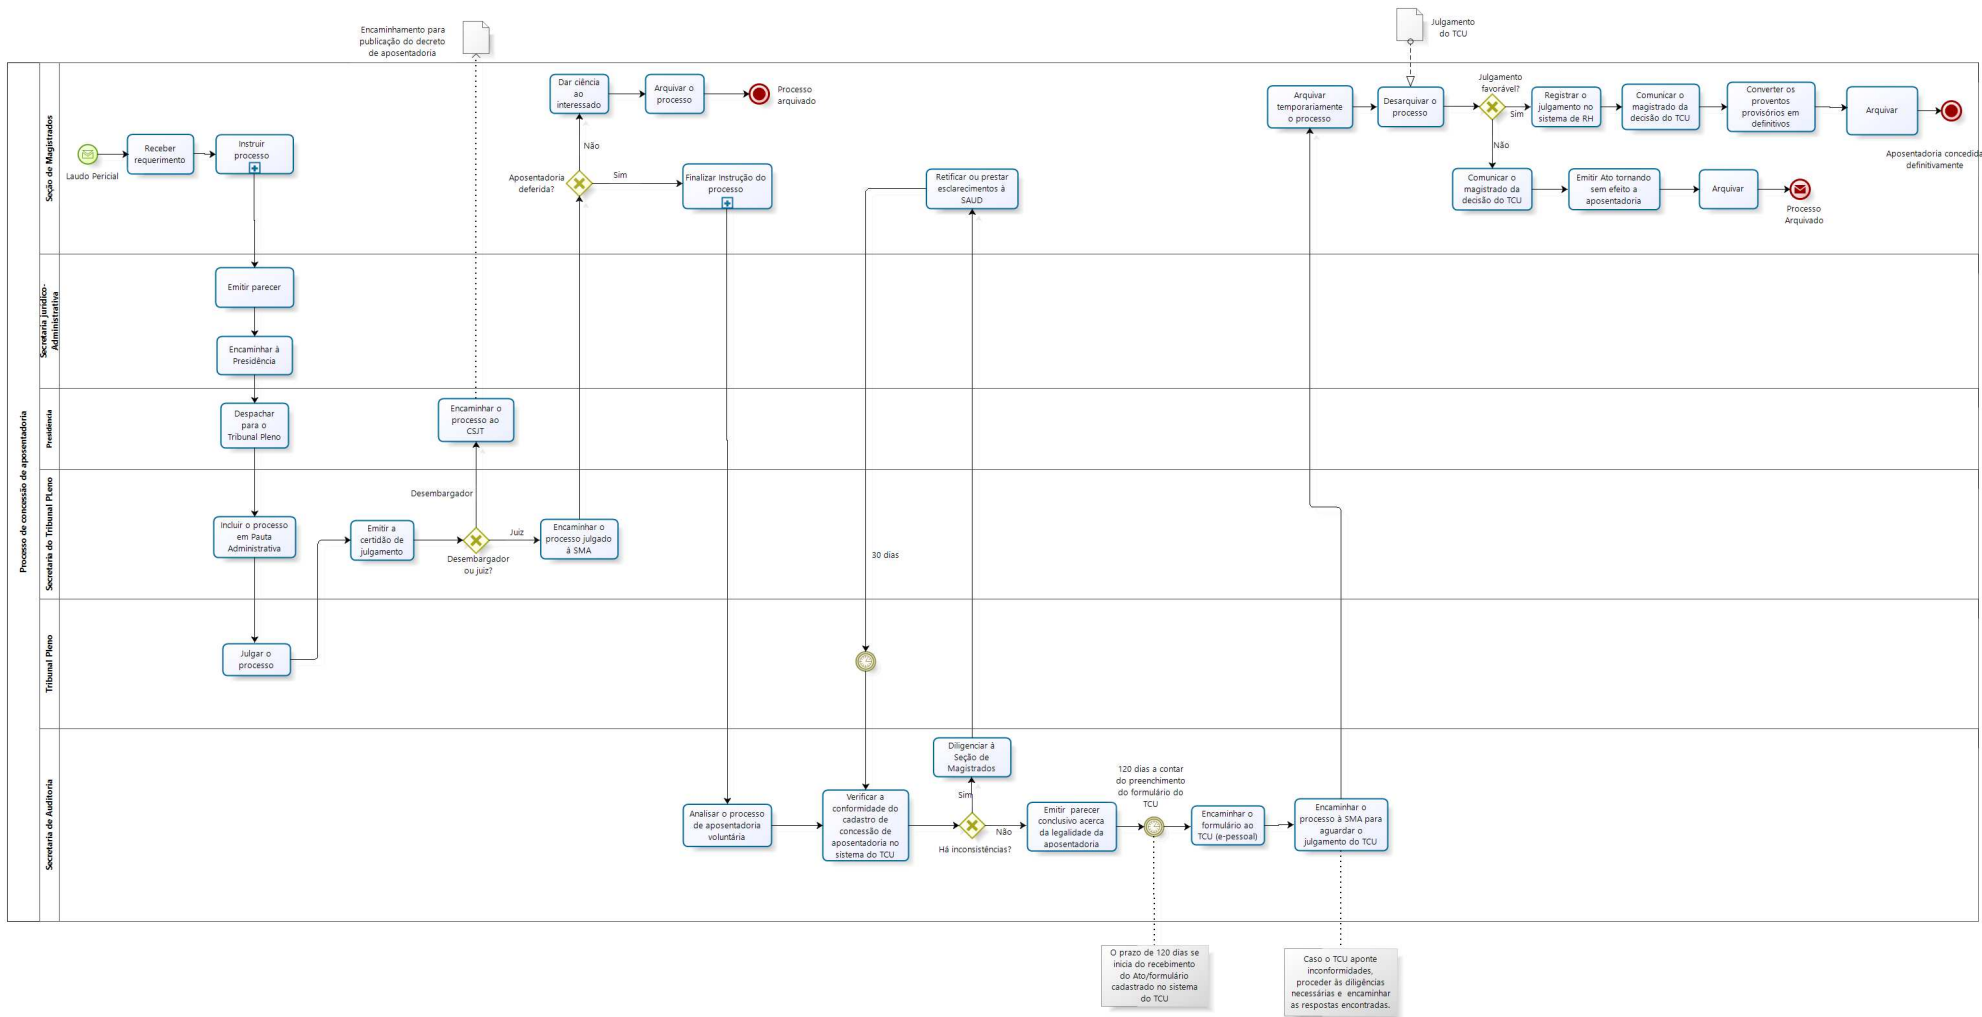 Encaminhamento para
publicação do decreto
de aposentadoria
Julgamento
do TCU
Processo de concessão de aposentadoria
Seção de Magistrados
Laudo Pericial
Receber
requerimento
Instruir
processo
Dar ciência
ao
interessado
Arquivar o
processo
Processo
arquivado
Não
Aposentadoria
deferida?
Sim
Finalizar Instrução do
processo
Retificar ou prestar
esclarecimentos à
SAUD
Arquivar
temporariamente
o processo
Desarquivar o
processo
Julgamento
favorável?
Sim
Registrar o
julgamento no
sistema de RH
Comunicar o
magistrado da
decisão do TCU
Converter os
proventos
provisórios em
definitivos
Arquivar
Aposentadoria concedida
definitivamente
Não
Comunicar o
magistrado da
decisão do TCU
Emitir Ato tornando
sem efeito a
aposentadoria
Arquivar
Processo
Arquivado
Secretaria Jurídico-
Administrativa
Emitir parecer
Encaminhar à
Presidência
Presidência
Despachar
para o
Tribunal Pleno
Encaminhar o
processo ao
CSJT
Secretaria do Tribunal PLeno
Desembargador
Incluir o processo
em Pauta
Administrativa
Emitir a
certidão de
julgamento
Desembargador
ou juiz?
Juiz
Encaminhar o
processo julgado
à SMA
30 dias
Tribunal Pleno
Julgar o
processo
Secretaria de Auditoria
Analisar o processo
de aposentadoria
voluntária
Verificar a
conformidade do
cadastro de
concessão de
aposentadoria no
sistema do TCU
Diligenciar à
Seção de
Magistrados
Sim
Há inconsistências?
Não
Emitir parecer
conclusivo acerca
da legalidade da
aposentadoria
120 dias a contar
do preenchimento
do formulário do
TCU
Encaminhar o
formulário ao
TCU (e-pessoal)
Encaminhar o
processo à SMA para
aguardar o
julgamento do TCU
O prazo de 120 dias se
inicia do recebimento
do Ato/formulário
cadastrado no sistema
do TCU
Caso o TCU aponte
inconformidades,
proceder às diligências
necessárias e encaminhar
as respostas encontradas.